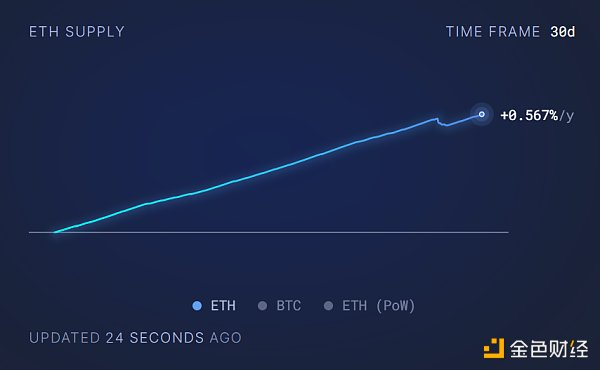 ETH SUPPLY
TIME FRAME 30d
+0.567%/y
ETH BTC ETH (PoW)
UPDATED 24 SECONDS AGO
金色财经